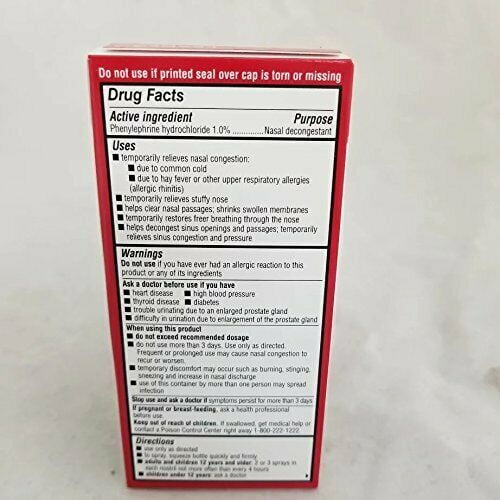 Do not use if printed seal over cap is torn or missing
Drug Facts
Active ingredient Purpose
Phenylephrine hydrochloride 1.0% ..............Nasal decongestant
Uses
■ temporarily relieves nasal congestion:
■ due to common cold
■ due to hay fever or other upper respiratory allergies
(allergic rhinitis)
■ temporarily relieves stuffy nose
■ helps clear nasal passages; shrinks swollen membranes
■ temporarily restores freer breathing through the nose
■ helps decongest sinus openings and passages; temporarily
relieves sinus congestion and pressure
Warnings
Do not use if you have ever had an allergic reaction to this
product or any of its ingredients
Ask a doctor before use if you have
■ heart disease ■ high blood pressure
■ thyroid disease ■ diabetes
■ trouble urinating due to an enlarged prostate gland
■ difficulty in urination due to enlargement of the prostate gland
When using this product
■ do not exceed recommended dosage
■ do not use more than 3 days. Use only as directed.
Frequent or prolonged use may cause nasal congestion to
recur or worsen.
■ temporary discomfort may occur such as burning, stinging,
sneezing and increase in nasal discharge
■ use of this container by more than one person may spread
infection
Stop use and ask a doctor if symptoms persist for more than 3 days
If pregnant or breast-feeding, ask a health professional
before use.
Keep out of reach of children. If swallowed, get medical help or
contact a Poison Control Center right away 1-800-222-1222.
Directions
■ use only as directed
■ to spray, squeeze bottle quickly and firmly
■ adults and children 12 years and older: 2 or 3 sprays in
each nostril not more often than every 4 hours
■ children under 12 years: ask a doctor